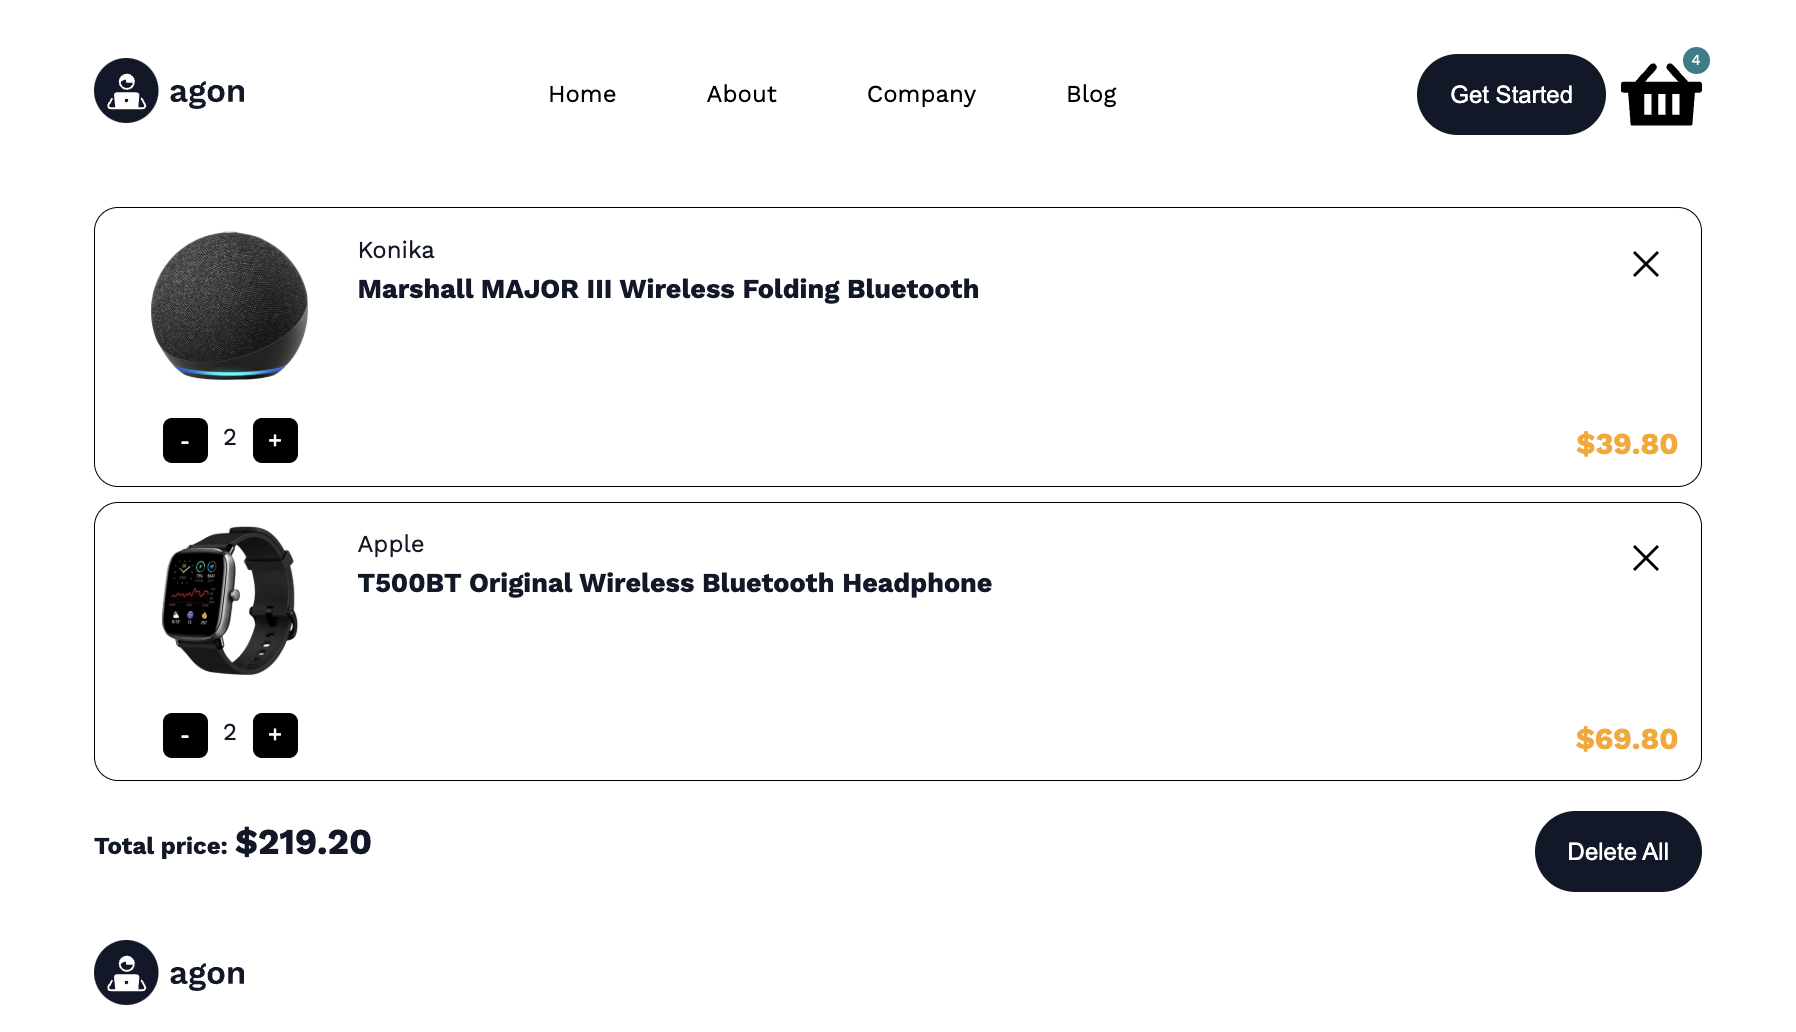 agon
Home About Company Blog
Get Started
4
Konika
Marshall MAJOR III Wireless Folding Bluetooth
- 2 +
$39.80
Apple
T500BT Original Wireless Bluetooth Headphone
- 2 +
$69.80
Total price: $219.20
Delete All
agon